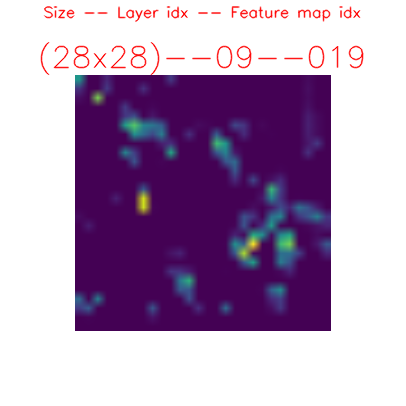 Size -- Layer idx -- Feature map idx
(28x28)--09--019